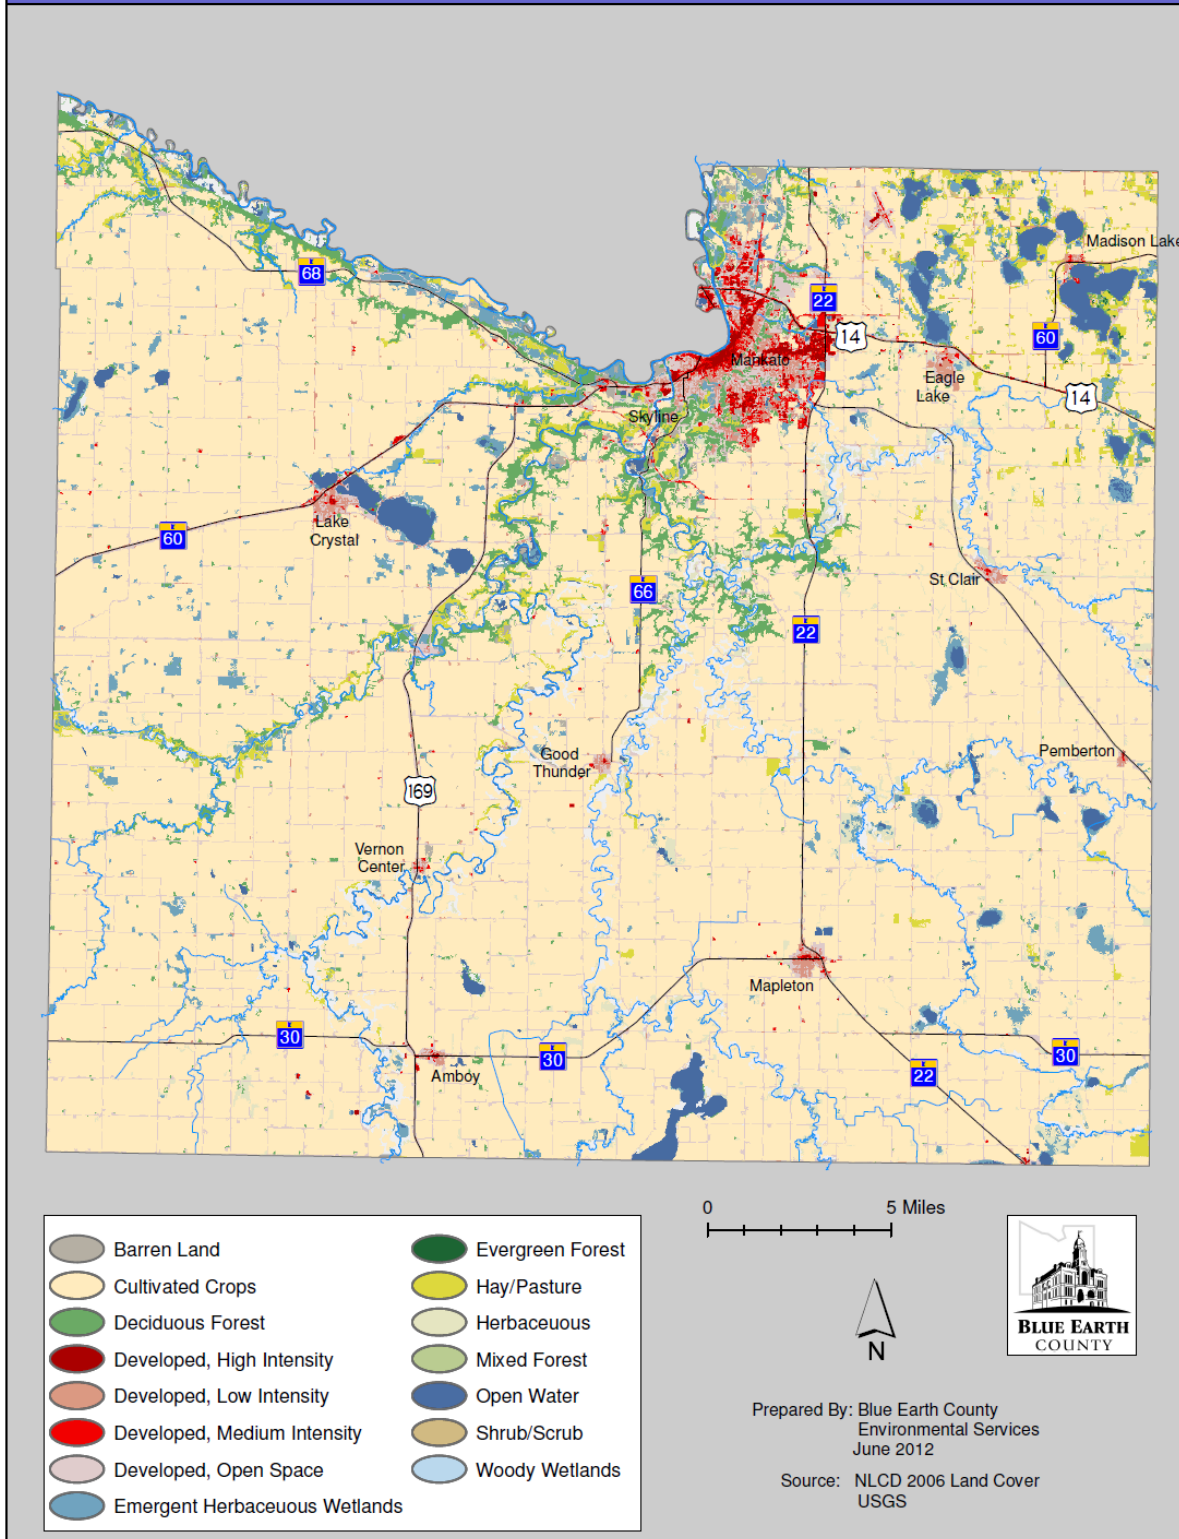 68
Madison Lake
22
14
60
Mankato
Eagle
Lake
14
Skyline
Lake
Crystal
60
St Clair
66
22
Good
Thunder
Pemberton
169
Vernon
Center
Mapleton
30
30
30
Amboy
22
0 5 Miles
Barren Land
Cultivated Crops
Deciduous Forest
Developed, High Intensity
Developed, Low Intensity
Developed, Medium Intensity
Developed, Open Space
Emergent Herbaceuous Wetlands
Evergreen Forest
Hay/Pasture
Herbaceuous
Mixed Forest
Open Water
Shrub/Scrub
Woody Wetlands
N
BLUE EARTH
COUNTY
Prepared By: Blue Earth County
Environmental Services
June 2012
Source: NLCD 2006 Land Cover
USGS